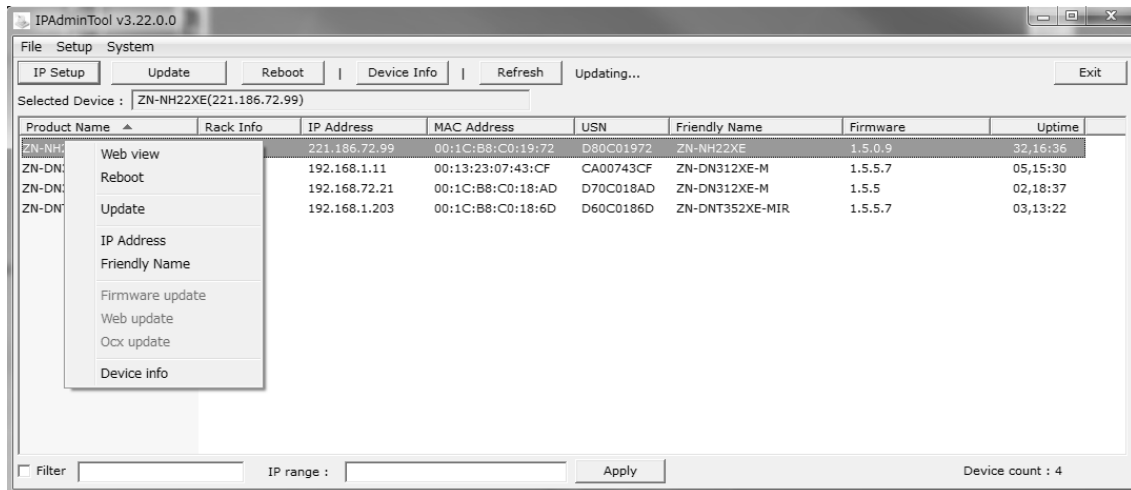 IPAdminTool v3.22.0.0
File Setup System
IP Setup Update Reboot | Device Info | Refresh Updating... Exit
Selected Device : ZN-NH22XE(221.186.72.99)
Product Name Rack Info IP Address MAC Address USN Friendly Name Firmware Uptime
221.186.72.99 00:1C:B8:C0:19:72 D80C01972 ZN-NH22XE 1.5.0.9 32,16:36
192.168.1.11 00:13:23:07:43:CF CA00743CF ZN-DN312XE-M 1.5.5.7 05,15:30
192.168.72.21 00:1C:B8:C0:18:AD D70C018AD ZN-DN312XE-M 1.5.5 02,18:37
192.168.1.203 00:1C:B8:C0:18:6D D60C0186D ZN-DNT352XE-MIR 1.5.5.7 03,13:22
Web view
Reboot
Update
IP Address
Friendly Name
Firmware update
Web update
Ocx update
Device info
Filter IP range : Apply Device count : 4